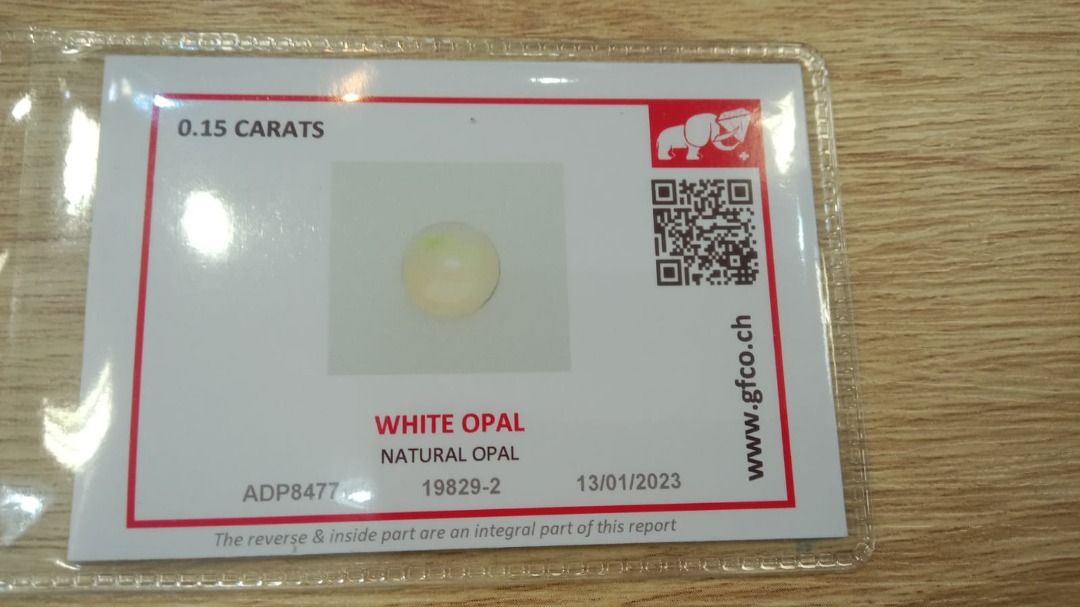 0.15 CARATS
www.gfco.ch
WHITE OPAL
NATURAL OPAL
ADP8477 19829-2 13/01/2023
The reverse & inside part are an integral part of this report